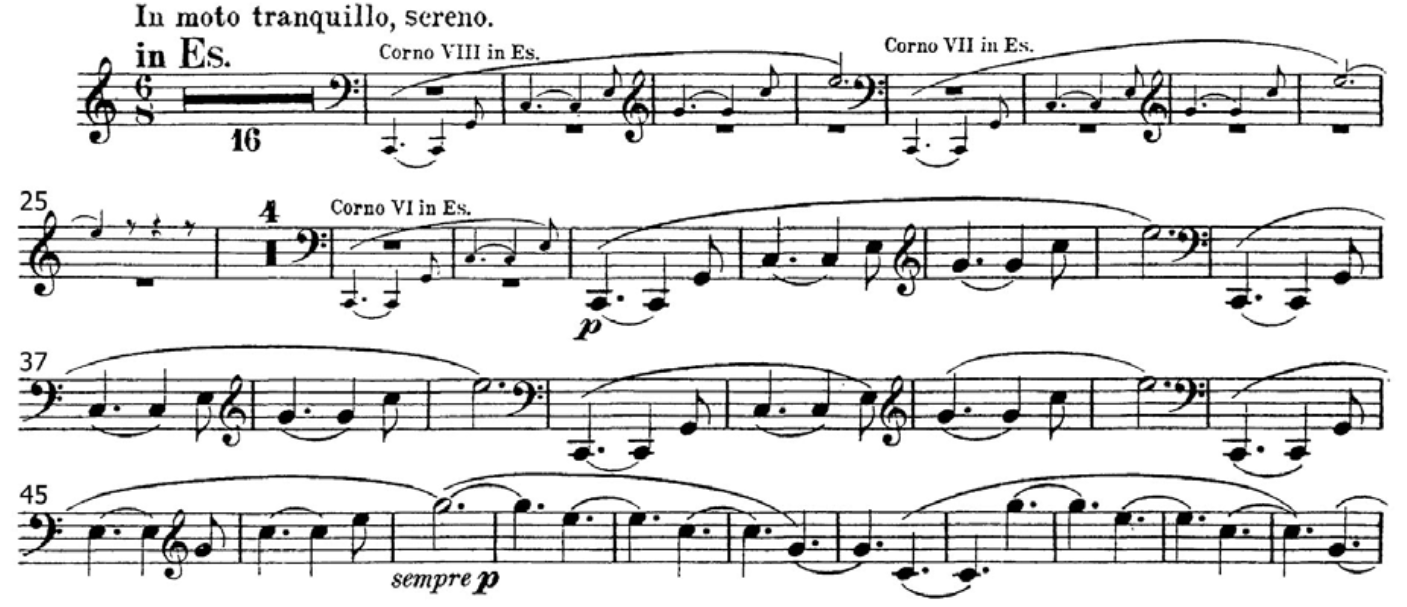 In moto tranquillo, sereno.
in Es.
Corno VIII in Es.
Corno VII in Es.
6
8
16
25
4
Corno VI in Es.
p
37
45
sempre p